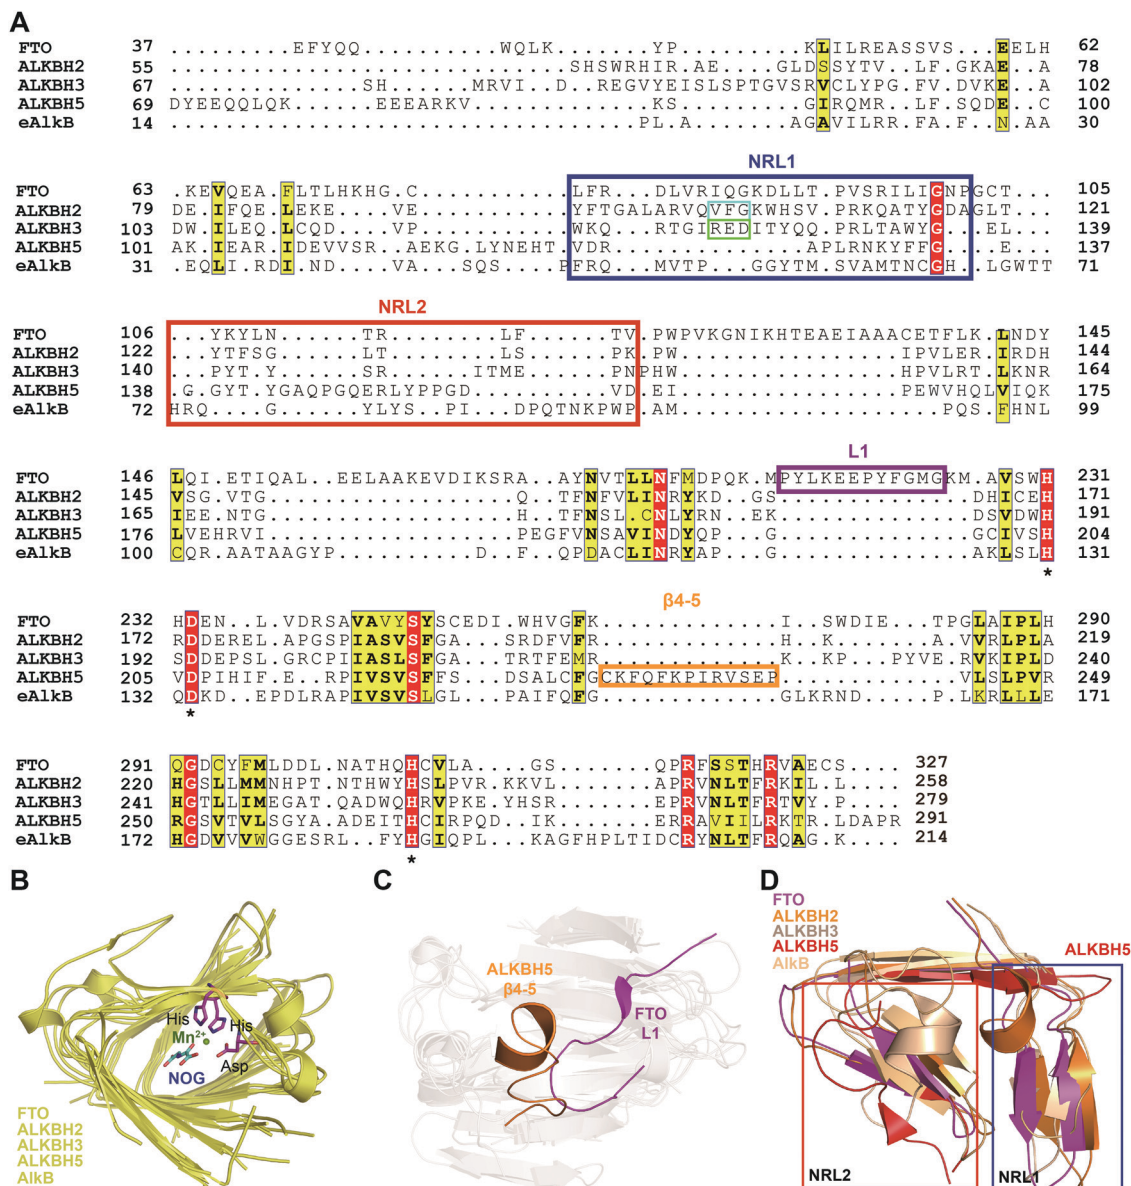 A
FTO 37 ..............EFYQQ................WQLK............YP...............KLILREASSVS...EELH 62
ALKBH2 55 ..............................................SHSWRHIR.AE....GLDSSYTV..LF.GKAEE..A 78
ALKBH3 67 ......................SH..........MRVI..D..REGVYEISLSPTGVSRVCLYPG.FV.DVKEE..A 102
ALKBH5 69 DYEEQQLQK..........EEEEARKV.....................KS................GIRQMR..LF.SQDEE..C 100
eAlkB 14 ......................................................PL.A.........AGAVILRR.FA.F..N.AA 30
NRL1
FTO 63 .KEVQEA.FLTLHKHG.C.............LFR...DLVRIQGKDLLT.PVSRILIGNPGCT... 105
ALKBH2 79 DE.IFQE.LEKE...VE..............YFTGALARVQVFGKWHSV.PRKQATYGDAGLT... 121
ALKBH3 103 DW.ILEQ.LCQD..VP...............WKQ...RTGIREDITYQQ.PRLTAWYG........ 139
ALKBH5 101 AK.IEAR.IDEVVSR.AEKG.LYNEHT.VDR..............APLRNKYFFG...E....... 137
eAlkB 31 .EQLI.RDI.ND...VA...SQS....PFRQ...MVTP...GGYTM.SVAMTNCGH..LGWTT 71
NRL2
FTO 106 ...YKYLN.......TR.........LF........TV.PWPVKGNIKHTEAEIAAACETFLK.LNDY 145
ALKBH2 122 ...YTFSG.......LT.........LS........PK.PW..................IPVLER.IRDH 144
ALKBH3 140 ...PYT.Y.......SR.......ITME........PNPHW..................HPVLRT.LKNR 164
ALKBH5 138 .G.GYT.YGAQPGQERLYPPGD.............VD.EI..................PEWVHQLVIQK 175
eAlkB 72 HRQ....G........YLYS.PI...DPQTNKPWP.AM.....................PQS.FHNL 99
L1
FTO 146 LQI.ETIQAL..EELAAKEVDIKSRA..AYNVTLLNFMDPQK.MPYLKEEPYFGMGKM.AVSWH 231
ALKBH2 145 VSG.VTG....................Q..TFNFVLINRYKD.GS.................DHICEH 171
ALKBH3 165 IEE.NTG....................H..TFNSL.CNLYRN.EK.................DSVDWH 191
ALKBH5 176 LVEHRVI..................PEGFVNSAVINDYQP...G.................GCIVSH 204
eAlkB 100 CQR.AATAAGYP............D..F..QPDACLINRYAP...G.................AKLSLH 131
*
β4-5
FTO 232 HDEN..L.VDRSAVAVYSYSCEDI.WHVGFK................I..SWDIE...TPGLAIPLH 290
ALKBH2 172 RDDEREL.APGSPIASVSFGA...SRDFVFR................H..K.......A.VVRLPLA 219
ALKBH3 192 SDDEPSL.GRCPIIASLSFGA...TRTFEMR................K..KP...PYVE.RVKIPLD 240
ALKBH5 205 VDPIHIF.E..RPIVSVSFFS...DSALCFGCKFQFKPIRVSEP................VLSLPVR 249
eAlkB 132 QDKD...EPDLRAPIVSVSLGL..PAIFQFG................GLKRND....P.LKRLLLE 171
*
FTO 291 QGDCYFMLDDL.NATHQHCVLA....GS...........QPRFSSTHRVAECS.... 327
ALKBH2 220 HGSLLMMNHPT.NTHWYHSLPVR.KKVL...........APRVNLTFRKIL.L.... 258
ALKBH3 241 HGTLLIMEGAT.QADWQHRVPKE.YHSR...........EPRVNLTFRTVY.P.... 279
ALKBH5 250 RGSVTVLSGYA.ADEITHCIRPQD..IK...........ERRAVIILRKTR.LDAPR 291
eAlkB 172 HGDVVVWGGESRL..FYHGIQPL...KAGFHPLTIDCRYNLTFRQAG.K.... 214
*
B
His
His
Mn²⁺
Asp
NOG
FTO
ALKBH2
ALKBH3
ALKBH5
AlkB
C
ALKBH5
β4-5
FTO
L1
D
FTO
ALKBH2
ALKBH3
ALKBH5
AlkB
ALKBH5
NRL2
NRL1